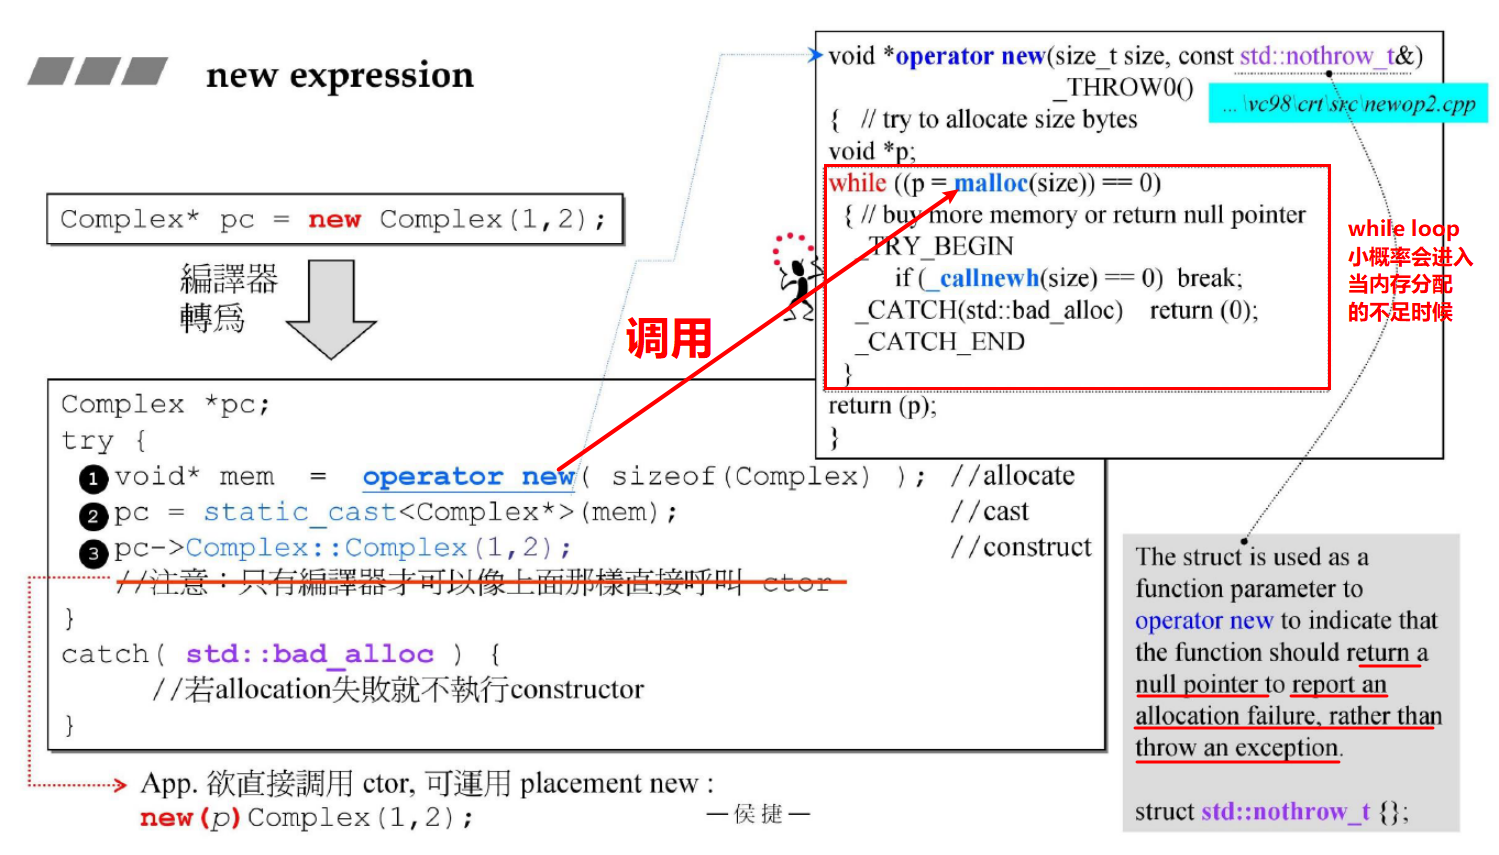 new expression
Complex* pc = new Complex(1,2);
編譯器
轉爲
Complex *pc;
try {
❶ void* mem = operator new( sizeof(Complex) ); //allocate
❷ pc = static_cast<Complex*>(mem); //cast
❸ pc->Complex::Complex(1,2); //construct
//注意：只有編譯器才可以像上面那樣直接呼叫 ctor
}
catch( std::bad_alloc ) {
//若allocation失敗就不執行constructor
}
App. 欲直接調用 ctor, 可運用 placement new :
new(p)Complex(1,2);
—侯捷—
调用
void *operator new(size_t size, const std::nothrow_t&)
_THROW0()
...\vc98\crt\src\newop2.cpp
{ // try to allocate size bytes
void *p;
while ((p = malloc(size)) == 0)
{ // buy more memory or return null pointer
_TRY_BEGIN
if (_callnewh(size) == 0) break;
_CATCH(std::bad_alloc) return (0);
_CATCH_END
}
return (p);
}
while loop
小概率会进入
当内存分配
的不足时候
The struct is used as a
function parameter to
operator new to indicate that
the function should return a
null pointer to report an
allocation failure, rather than
throw an exception.
struct std::nothrow_t {};